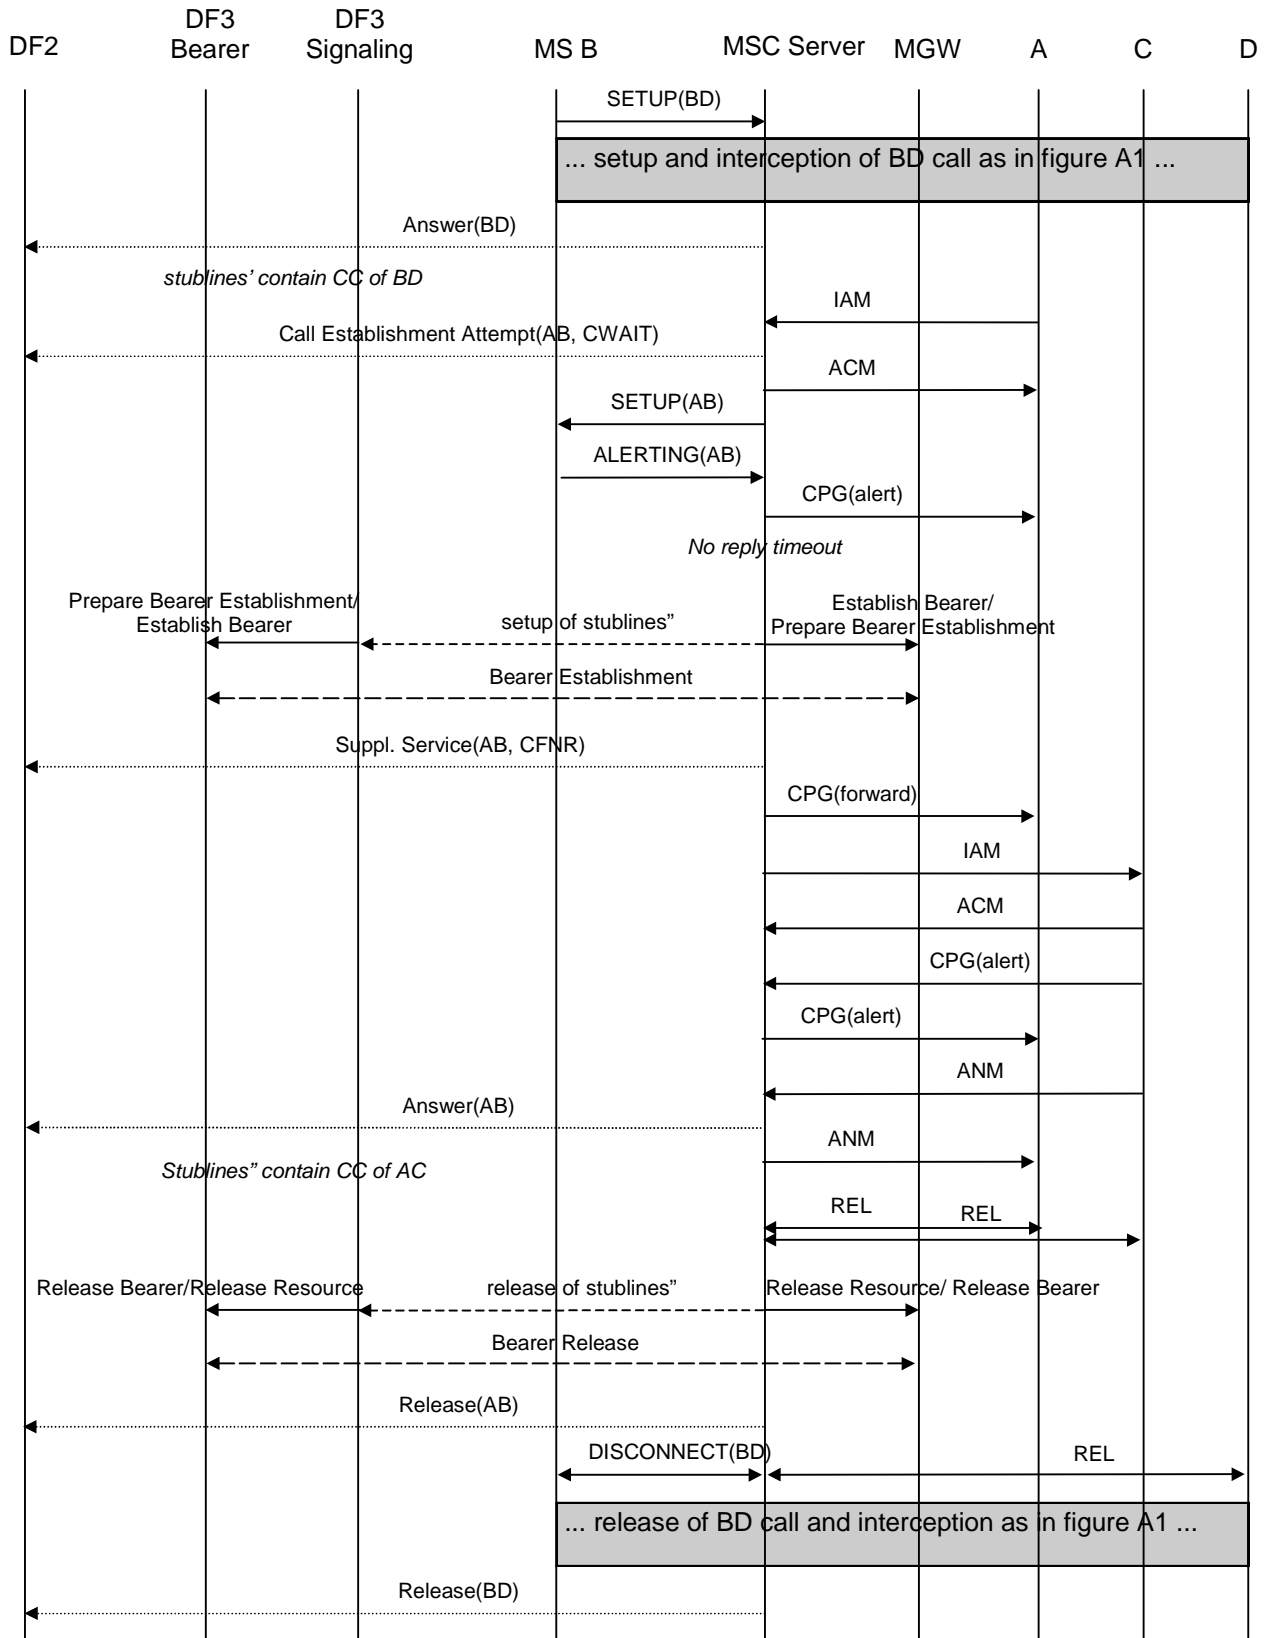 DF3
DF3
DF2
Bearer
Signaling
MS B
MSC Server
MGW
A
C
D
SETUP(BD)
... setup and interception of BD call as in figure A1 ...
Answer(BD)
stublines’ contain CC of BD
IAM
Call Establishment Attempt(AB, CWAIT)
ACM
SETUP(AB)
ALERTING(AB)
CPG(alert)
No reply timeout
Prepare Bearer Establishment/
Establish Bearer
setup of stublines”
Establish Bearer/
Prepare Bearer Establishment
Bearer Establishment
Suppl. Service(AB, CFNR)
CPG(forward)
IAM
ACM
CPG(alert)
CPG(alert)
ANM
Answer(AB)
ANM
Stublines” contain CC of AC
REL
REL
Release Bearer/Release Resource
release of stublines”
Release Resource/ Release Bearer
Bearer Release
Release(AB)
DISCONNECT(BD)
REL
... release of BD call and interception as in figure A1 ...
Release(BD)